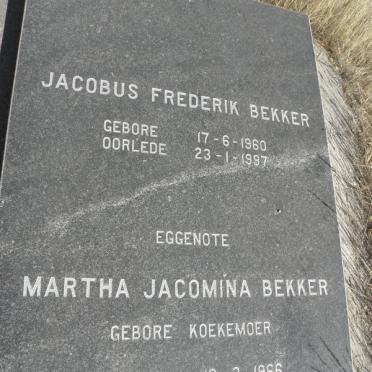 JACOBUS FREDERIK BEKKER
GEBORE 17-6-1960
OORLEDE 23-1-1997
EGGENOTE
MARTHA JACOMINA BEKKER
GEBORE KOEKEMOER